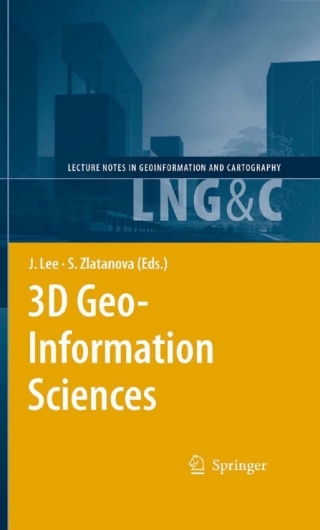 LECTURE NOTES IN GEOINFORMATION AND CARTOGRAPHY
LNG&C
J. Lee · S. Zlatanova (Eds.)
3D Geo-
Information
Sciences
Springer